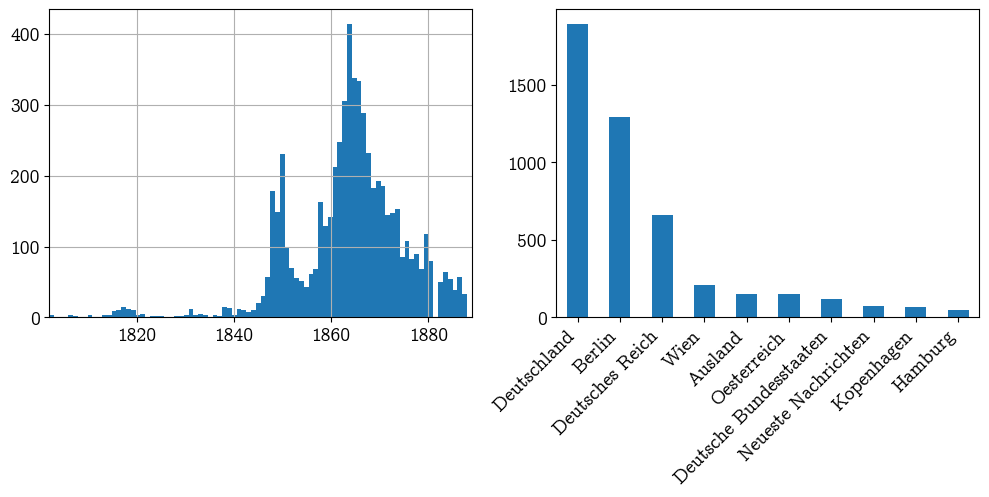 400
300
200
100
0
1820 1840 1860 1880
1500
1000
500
0
Deutschland
Berlin
Deutsches Reich
Wien
Ausland
Oesterreich
Deutsche Bundesstaaten
Neueste Nachrichten
Kopenhagen
Hamburg